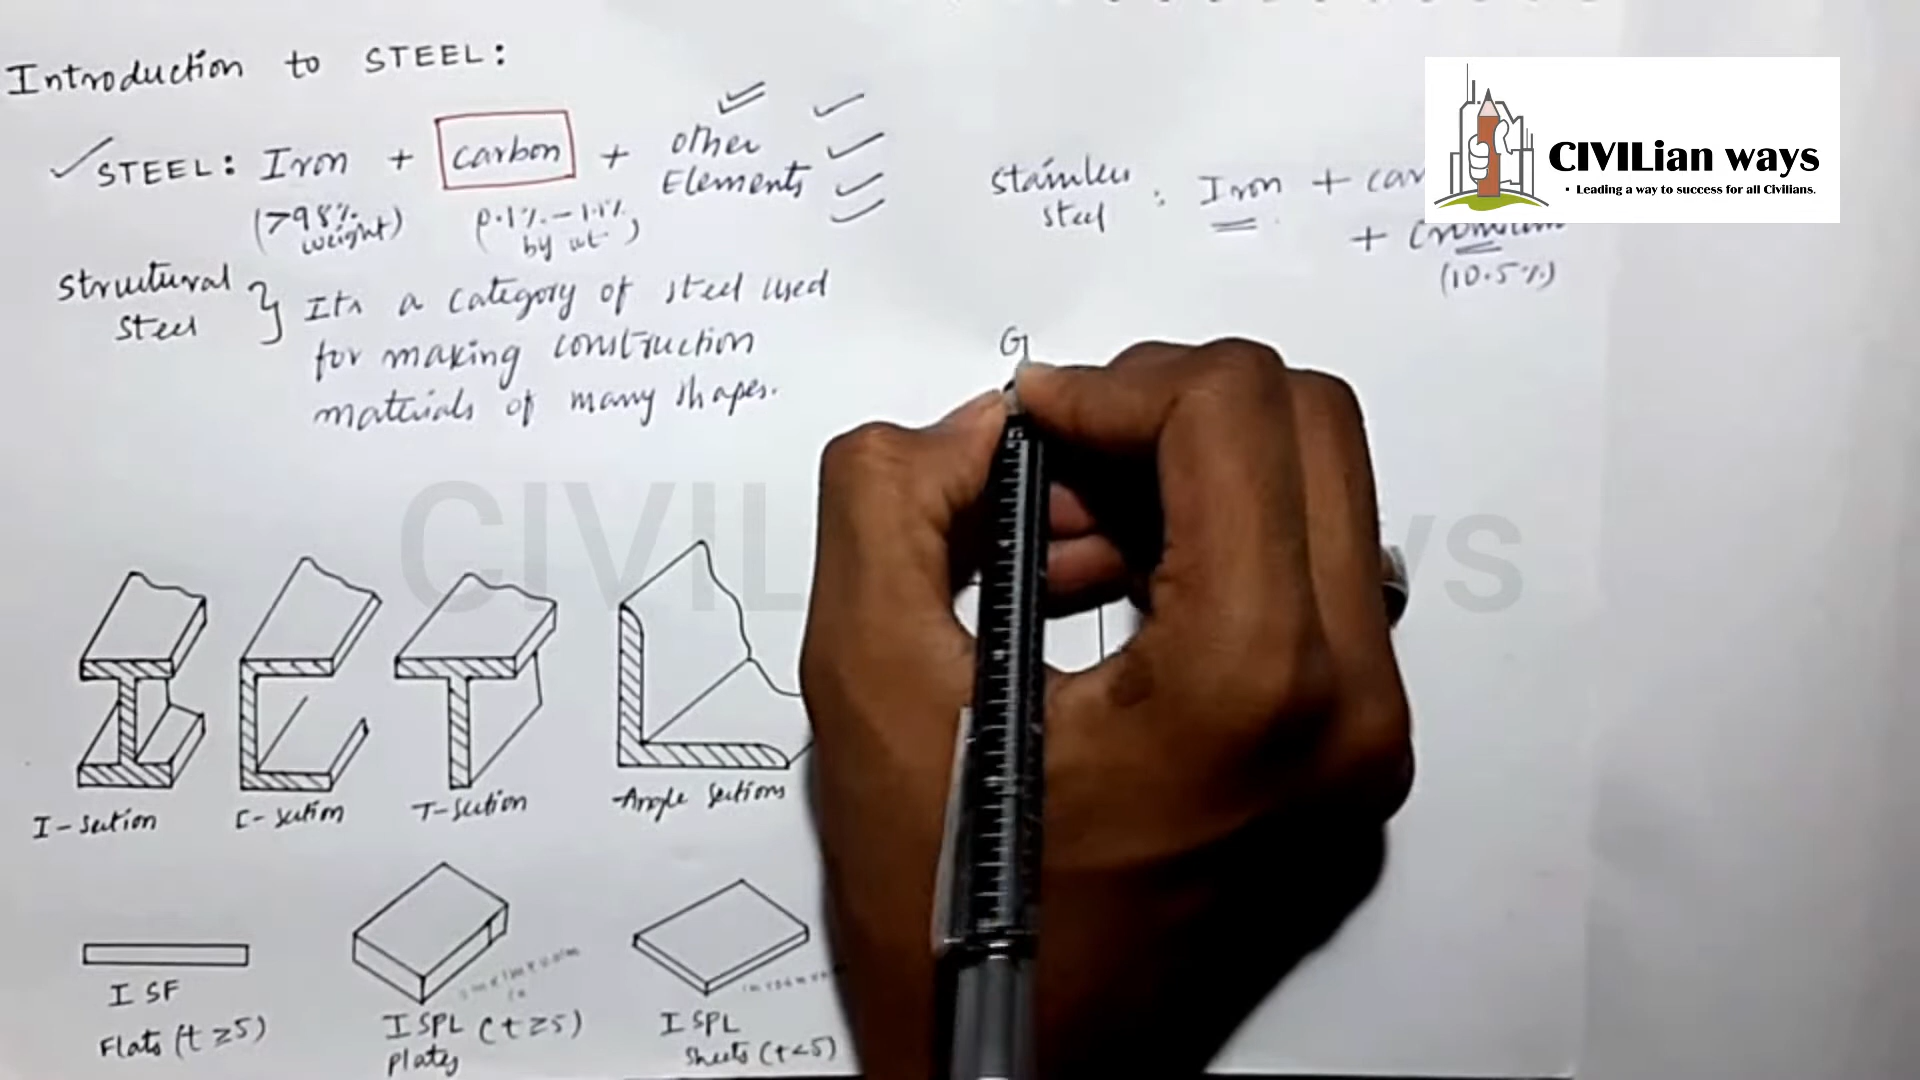 Introduction to STEEL:
STEEL: Iron + carbon + other Elements
(>98% weight)
(0.1% - 1.1% by wt)
Stainless steel : Iron + car
+ Cromium
(10.5%)
Structural Steel } Its a category of steel used
for making construction
materials of many shapes.
G
CIVILian ways
• Leading a way to success for all Civilians.
CIVILi ys
I-section
C-section
T-section
Angle Sections
ISF
Flats (t ≥5)
ISPL (t ≥5)
plates
ISPL
Sheets (t <5)